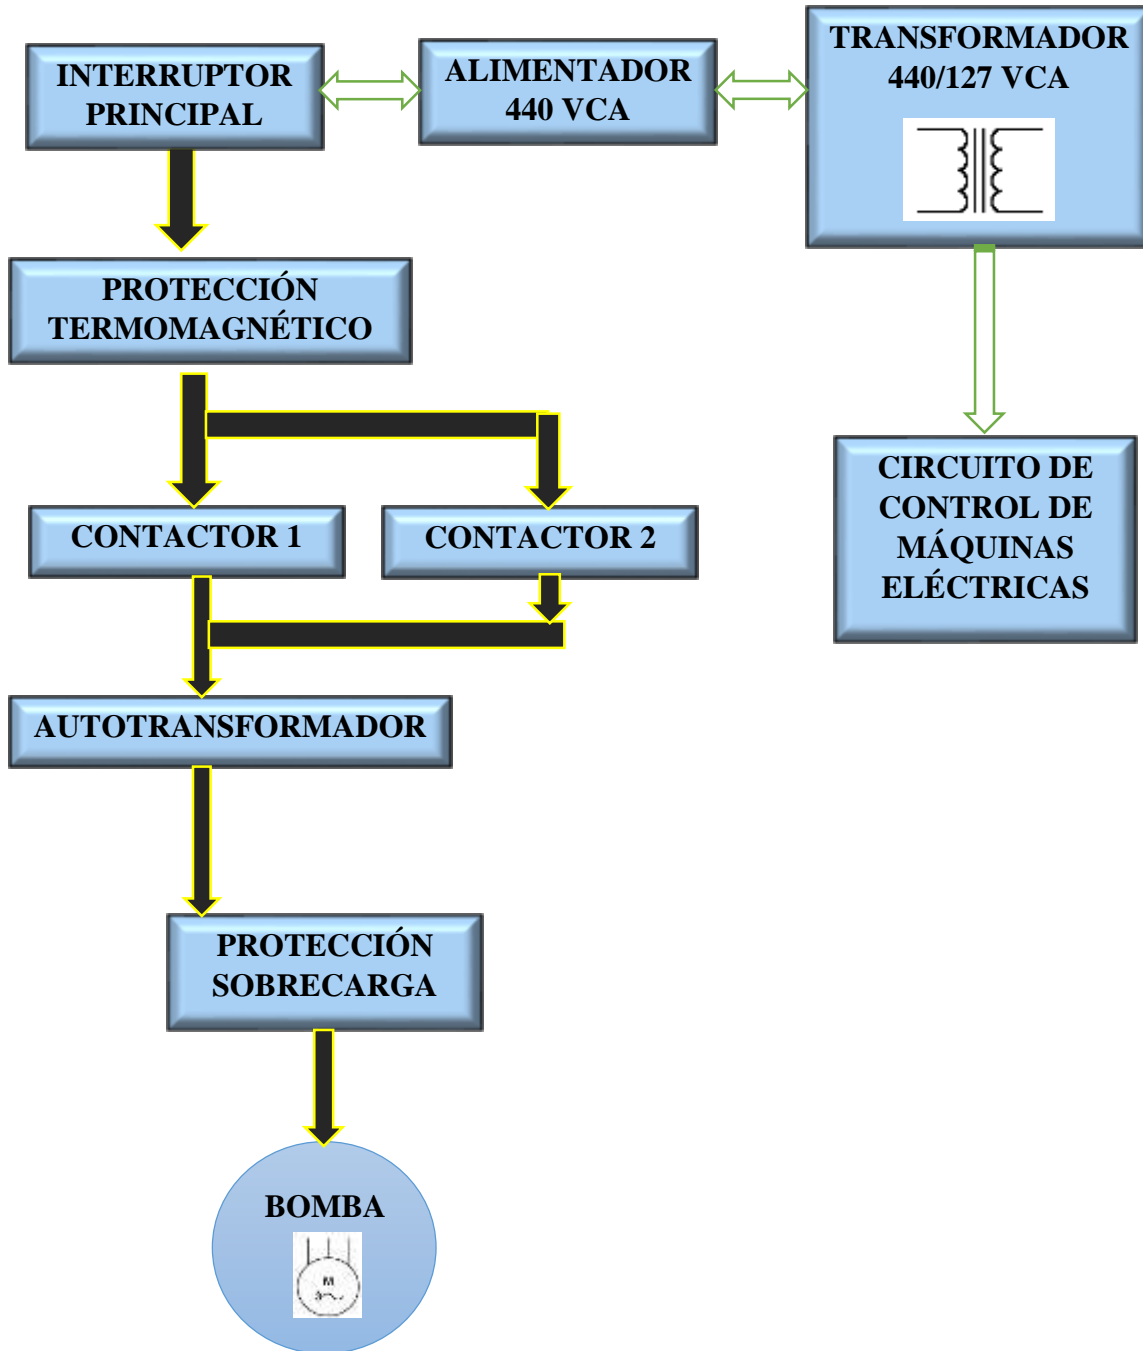 INTERRUPTOR
PRINCIPAL
ALIMENTADOR
440 VCA
TRANSFORMADOR
440/127 VCA
PROTECCIÓN
TERMOMAGNÉTICO
CONTACTOR 1
CONTACTOR 2
CIRCUITO DE
CONTROL DE
MÁQUINAS
ELÉCTRICAS
AUTOTRANSFORMADOR
PROTECCIÓN
SOBRECARGA
BOMBA
M
3~